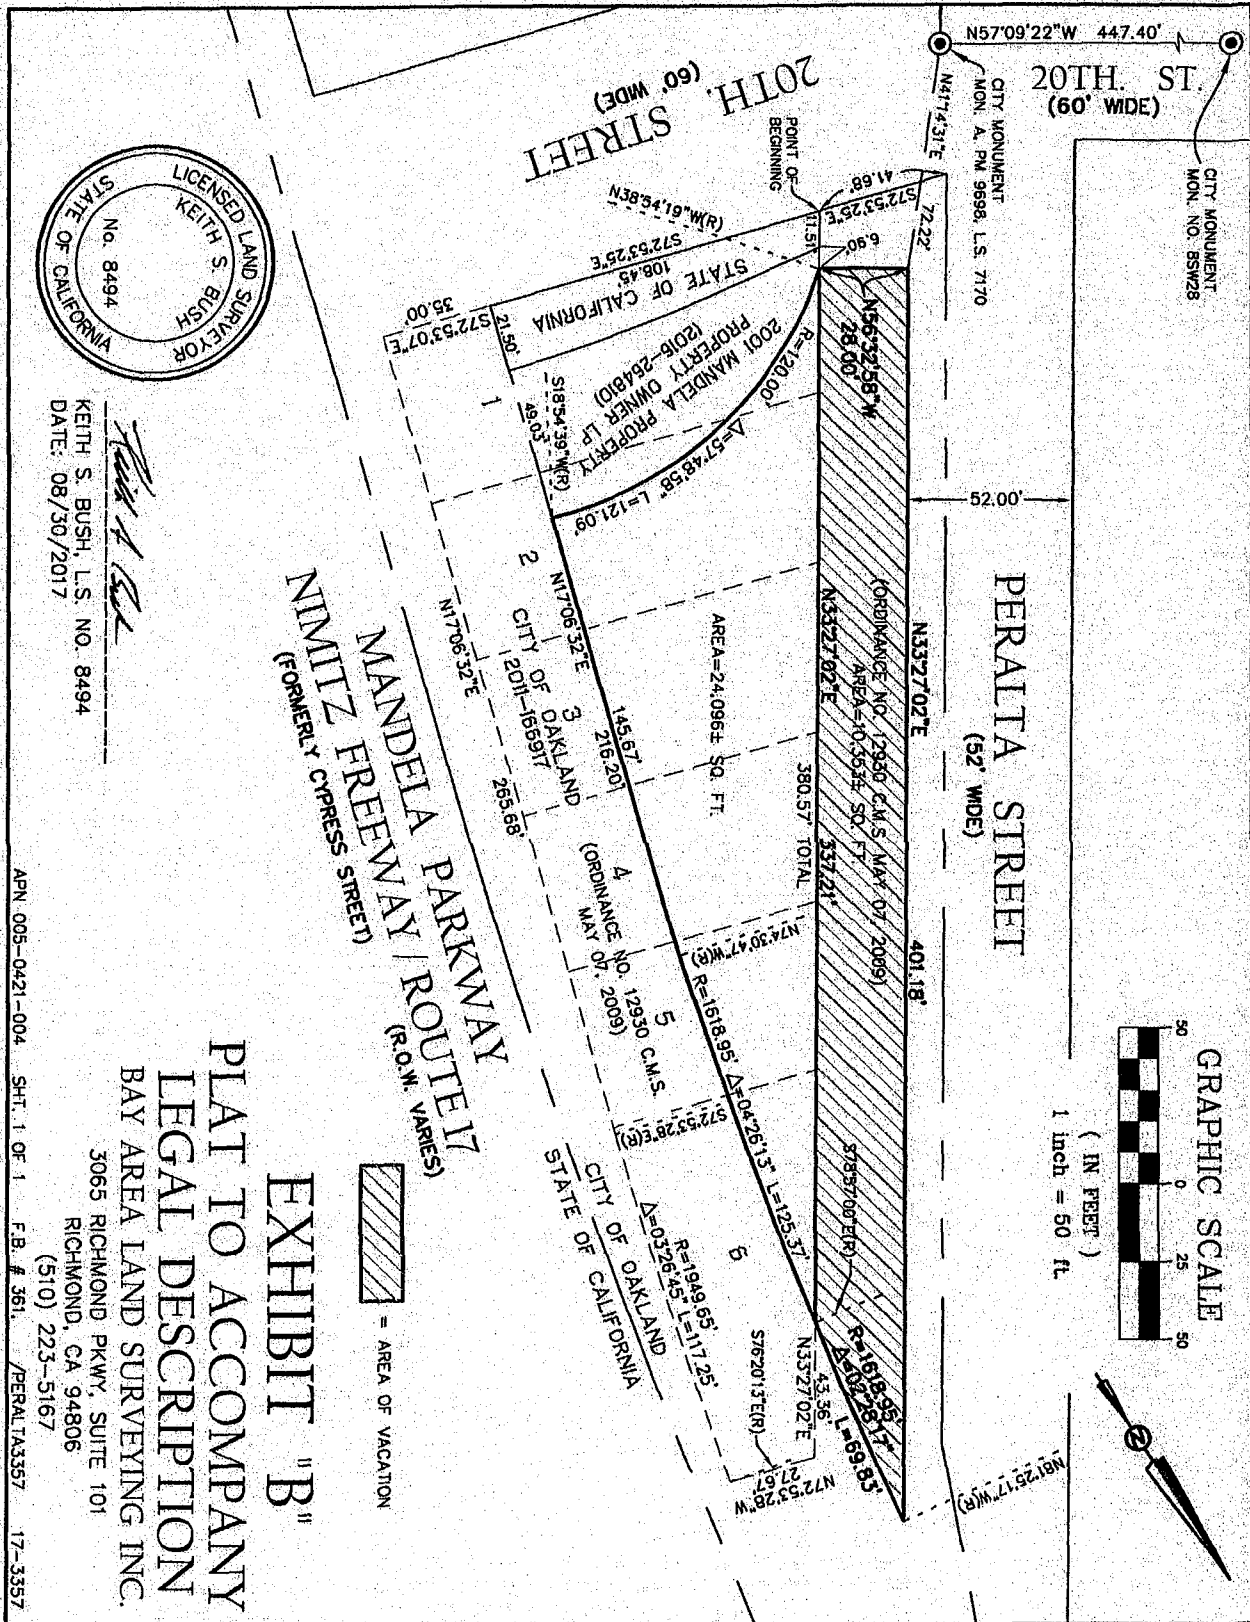 GRAPHIC SCALE
50 0 25 50
( IN FEET )
1 inch = 50 ft.
N57°09'22"W 447.40'
20TH. ST.
(60' WIDE)
CITY MONUMENT
MON. NO. 8SW28
CITY MONUMENT
MON. A, PM 9698, L.S. 7170
N41°14'31"E
72.22'
52.00'
PERALTA STREET
(52' WIDE)
N33°27'02"E
401.18'
N81°25'17"W(R)
20TH. STREET
(60' WIDE)
POINT OF
BEGINNING
S72°53'25"E
41.68'
11.51'
6.90'
N38°54'19"W(R)
N56°32'58"W
28.00'
(ORDINANCE NO. 12930 C.M.S. MAY 07, 2009)
AREA=10,353± SQ. FT.
N33°27'02"E
337.21'
380.57' TOTAL
S78°57'00"E(R)
R=1618.95'
Δ=02°28'17"
L=69.83'
43.36'
N33°27'02"E
S76°20'13"E(R)
27.67'
N72°53'28"W
S72°53'25"E
108.45'
STATE OF CALIFORNIA
2001 MANDELA PROPERTY
PROPERTY OWNER LP
(2016-264810)
R=120.00'
Δ=57°48'58" L=121.09'
S72°53'07"E
35.00'
21.50'
S18°54'39"W(R)
49.03'
AREA=24,096± SQ. FT.
N17°06'32"E
145.67'
216.20'
N74°30'47"W(R)
R=1618.95' Δ=04°26'13" L=125.37'
1
2
3
4
5
6
CITY OF OAKLAND
2011-166917
(ORDINANCE NO. 12930 C.M.S.
MAY 07, 2009)
N17°06'32"E
265.68'
S72°53'28"E(R)
R=1949.65'
Δ=03°26'45" L=117.25'
CITY OF OAKLAND
STATE OF CALIFORNIA
MANDELA PARKWAY
NIMITZ FREEWAY / ROUTE 17
(FORMERLY CYPRESS STREET)
(R.O.W. VARIES)
= AREA OF VACATION
LICENSED LAND SURVEYOR
KEITH S. BUSH
No. 8494
STATE OF CALIFORNIA
KEITH S. BUSH, L.S. NO. 8494
DATE: 08/30/2017
EXHIBIT "B"
PLAT TO ACCOMPANY
LEGAL DESCRIPTION
BAY AREA LAND SURVEYING INC.
3065 RICHMOND PKWY, SUITE 101
RICHMOND, CA 94806
(510) 223-5167
APN 005-0421-004 SHT. 1 OF 1 F.B. # 361, /PERALTA3357 17-3357